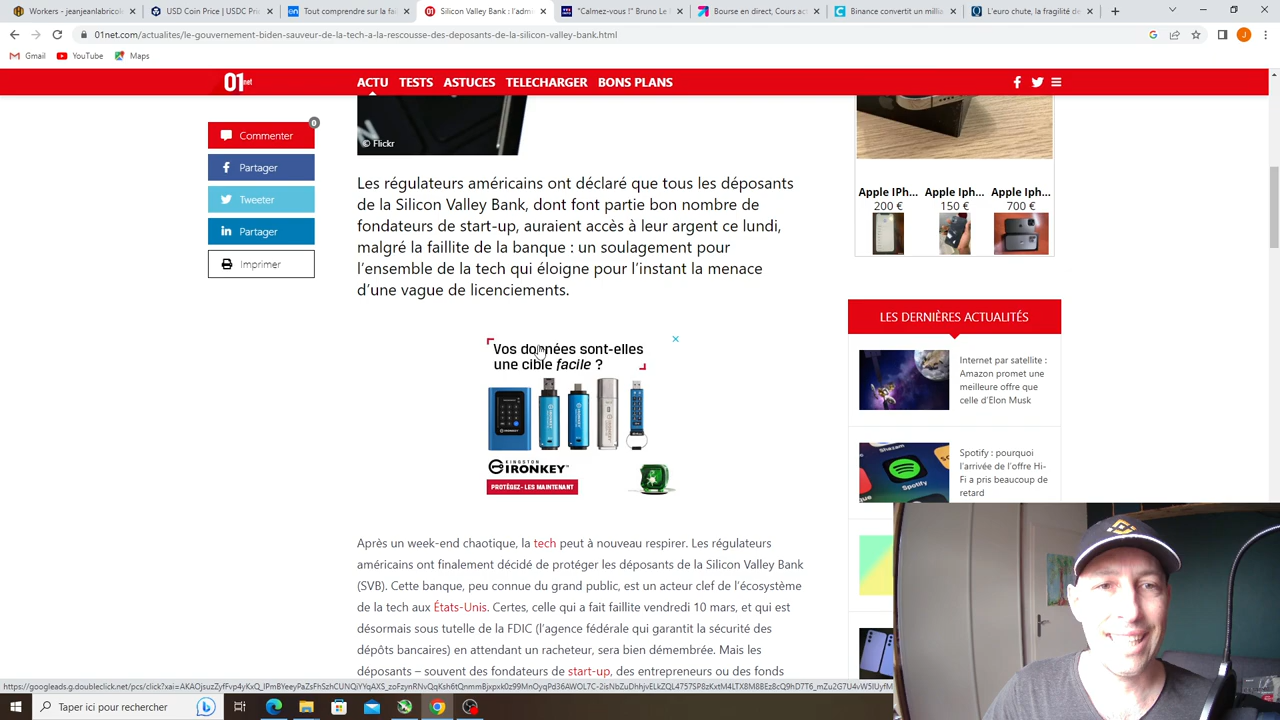 Workers - jeanjeanlabricole
USD Coin Price | USDC Pric
Tout comprendre sur la fai
Silicon Valley Bank : l'admi
"Calmez-vous !" Bruno Le
Bourse en direct, Cours ac
Binance convertit un millia
L'euro chute, la fragilité de
01net.com/actualites/le-gouvernement-biden-sauveur-de-la-tech-a-la-rescousse-des-deposants-de-la-silicon-valley-bank.html
Gmail
YouTube
Maps
01net
ACTU
TESTS
ASTUCES
TELECHARGER
BONS PLANS
0
Commenter
Partager
Tweeter
Partager
Imprimer
© Flickr
Les régulateurs américains ont déclaré que tous les déposants
de la Silicon Valley Bank, dont font partie bon nombre de
fondateurs de start-up, auraient accès à leur argent ce lundi,
malgré la faillite de la banque : un soulagement pour
l'ensemble de la tech qui éloigne pour l'instant la menace
d'une vague de licenciements.
Vos données sont-elles
une cible facile ?
KINGSTON
IRONKEY™
PROTÉGEZ- LES MAINTENANT
Après un week-end chaotique, la tech peut à nouveau respirer. Les régulateurs
américains ont finalement décidé de protéger les déposants de la Silicon Valley Bank
(SVB). Cette banque, peu connue du grand public, est un acteur clef de l'écosystème
de la tech aux États-Unis. Certes, celle qui a fait faillite vendredi 10 mars, et qui est
désormais sous tutelle de la FDIC (l'agence fédérale qui garantit la sécurité des
dépôts bancaires) en attendant un racheteur, sera bien démembrée. Mais les
déposants – souvent des fondateurs de start-up, des entrepreneurs ou des fonds
Apple IPh...
Apple Iph...
Apple Iph...
200 €
150 €
700 €
LES DERNIÈRES ACTUALITÉS
Internet par satellite :
Amazon promet une
meilleure offre que
celle d'Elon Musk
Shazam
Spotify
Spotify : pourquoi
l'arrivée de l'offre Hi-
Fi a pris beaucoup de
retard
Taper ici pour rechercher